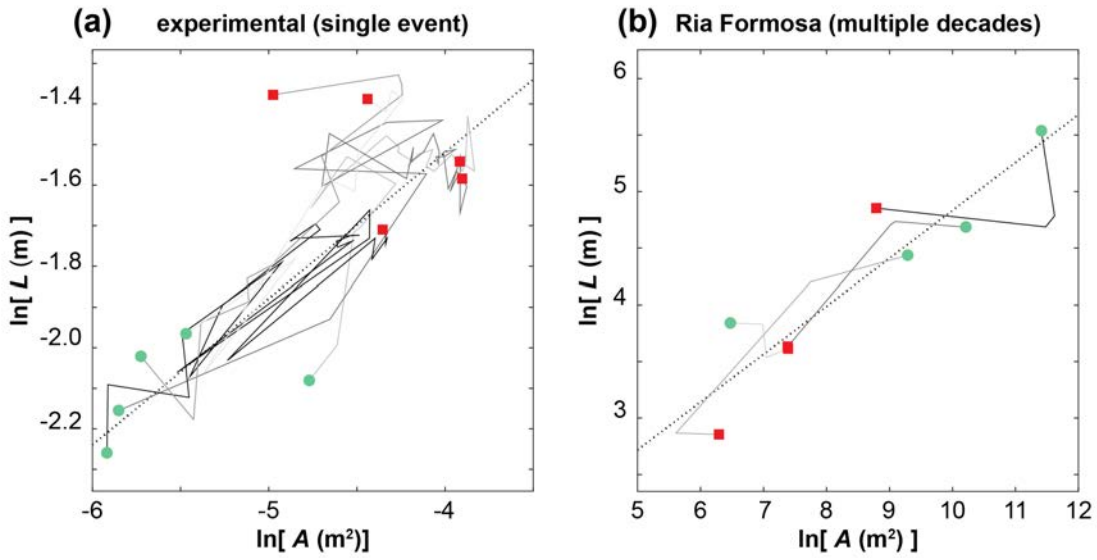 (a) experimental (single event)
-1.4
-1.6
-1.8
-2.0
-2.2
ln[ L (m) ]
-6 -5 -4
ln[ A (m²)]
(b) Ria Formosa (multiple decades)
6
5
4
3
ln[ L (m) ]
5 6 7 8 9 10 11 12
ln[ A (m²) ]